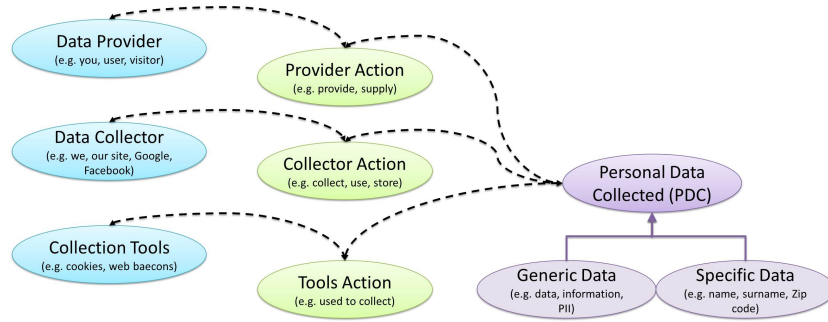 Data Provider
(e.g. you, user, visitor)
Provider Action
(e.g. provide, supply)
Data Collector
(e.g. we, our site, Google,
Facebook)
Collector Action
(e.g. collect, use, store)
Personal Data
Collected (PDC)
Collection Tools
(e.g. cookies, web baecons)
Tools Action
(e.g. used to collect)
Generic Data
(e.g. data, information,
PII)
Specific Data
(e.g. name, surname, Zip
code)